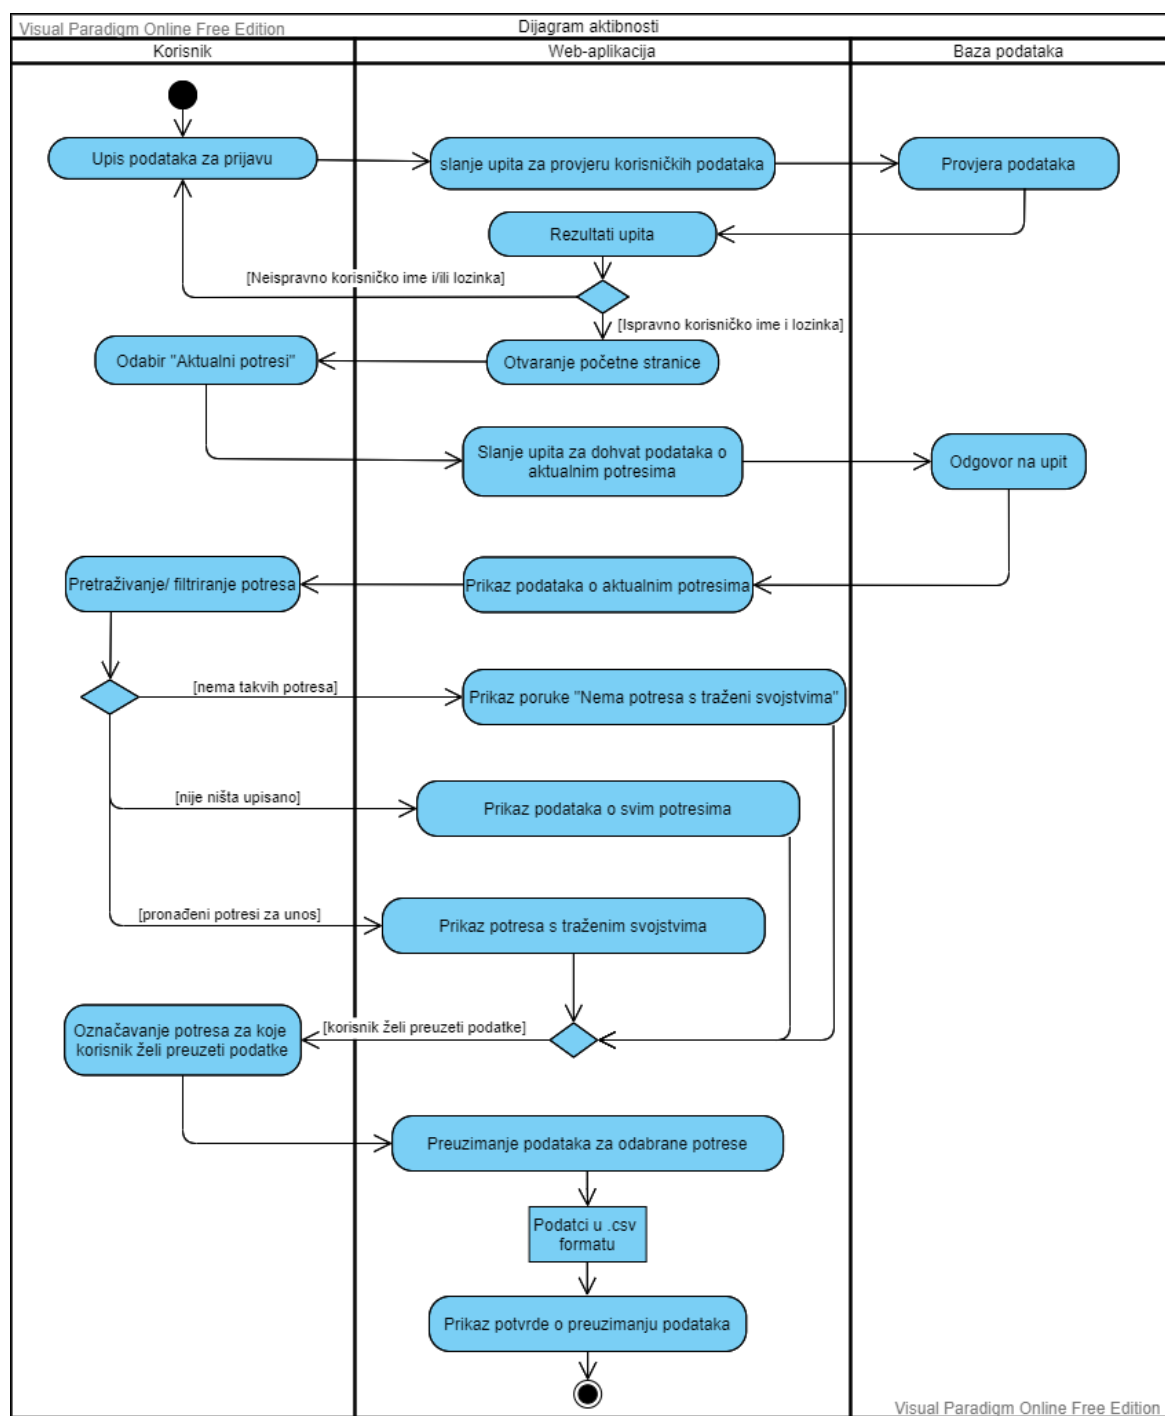 Visual Paradigm Online Free Edition
Dijagram aktibnosti
Korisnik
Web-aplikacija
Baza podataka
Upis podataka za prijavu
slanje upita za provjeru korisničkih podataka
Provjera podataka
Rezultati upita
[Neispravno korisničko ime i/ili lozinka]
[Ispravno korisničko ime i lozinka]
Odabir "Aktualni potresi"
Otvaranje početne stranice
Slanje upita za dohvat podataka o
aktualnim potresima
Odgovor na upit
Pretraživanje/ filtriranje potresa
Prikaz podataka o aktualnim potresima
[nema takvih potresa]
Prikaz poruke "Nema potresa s traženi svojstvima"
[nije ništa upisano]
Prikaz podataka o svim potresima
[pronađeni potresi za unos]
Prikaz potresa s traženim svojstvima
Označavanje potresa za koje
korisnik želi preuzeti podatke
[korisnik želi preuzeti podatke]
Preuzimanje podataka za odabrane potrese
Podatci u .csv
formatu
Prikaz potvrde o preuzimanju podataka
Visual Paradigm Online Free Edition